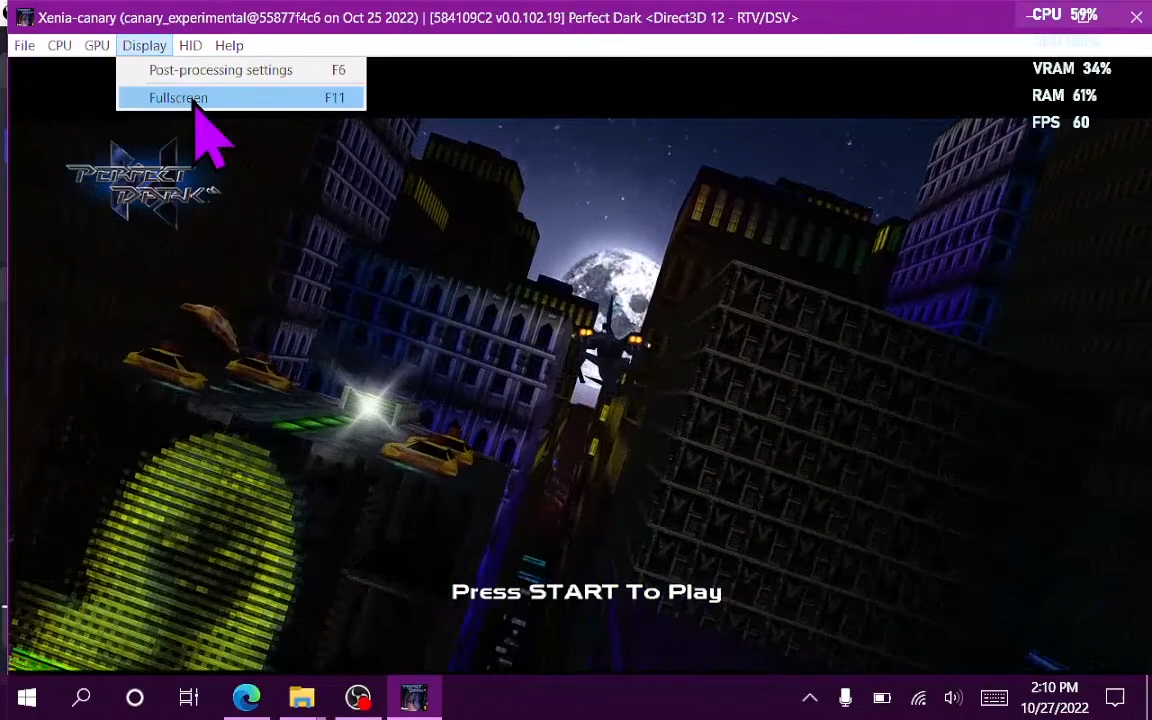 Xenia-canary (canary_experimental@55877f4c6 on Oct 25 2022) | [584109C2 v0.0.102.19] Perfect Dark <Direct3D 12 - RTV/DSV>
CPU 59%
File CPU GPU Display HID Help
VRAM 34%
Post-processing settings F6
RAM 61%
Fullscreen F11
FPS 60
PERFECT
DARK
Press START To Play
2:10 PM
10/27/2022